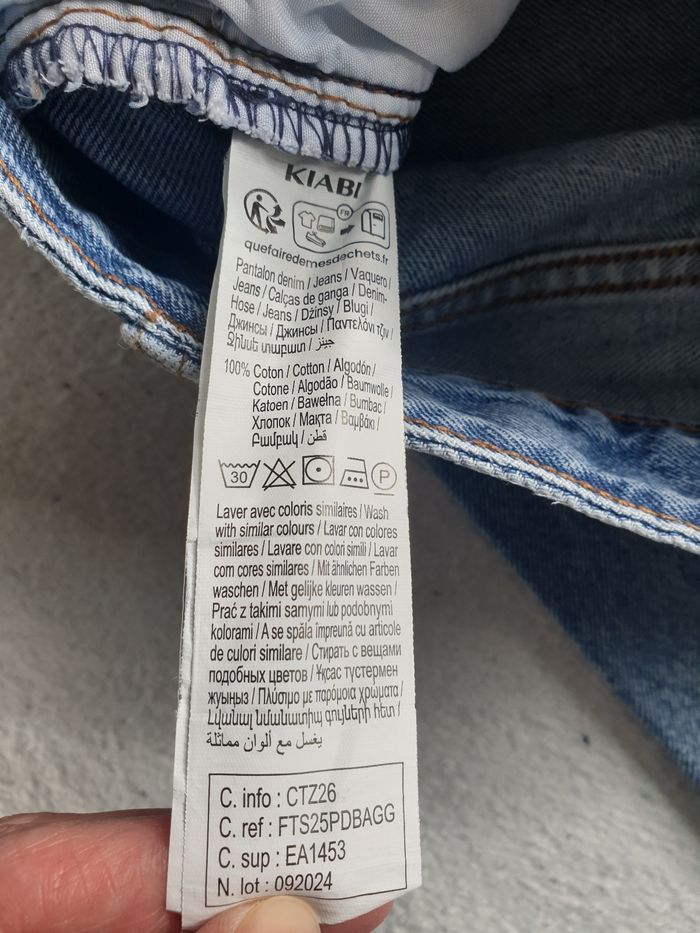 KIABI
FR
quefairedemesdechets.fr
Pantalon denim / Jeans / Vaquero /
Jeans / Calças de ganga / Denim-
Hose / Jeans / Dżinsy / Blugi /
Джинсы / Джинсы / Παντελόνι τζιν /
Ջինսե տաբատ / جينز
100% Coton / Cotton / Algodón /
Cotone / Algodão / Baumwolle /
Katoen / Bawełna / Bumbac /
Хлопок / Мақта / Βαμβάκι /
Բամբակ / قطن
30 P
Laver avec coloris similaires / Wash
with similar colours / Lavar con colores
similares / Lavare con colori simili / Lavar
com cores similares / Mit ähnlichen Farben
waschen / Met gelijke kleuren wassen /
Prać z takimi samymi lub podobnymi
kolorami / A se spăla împreună cu articole
de culori similare / Стирать с вещами
подобных цветов / Ұқсас түстермен
жуыңыз / Πλύσιμο με παρόμοια χρώματα /
Լվանալ նմանատիպ գույների հետ /
يغسل مع ألوان مماثلة
C. info : CTZ26
C. ref : FTS25PDBAGG
C. sup : EA1453
N. lot : 092024